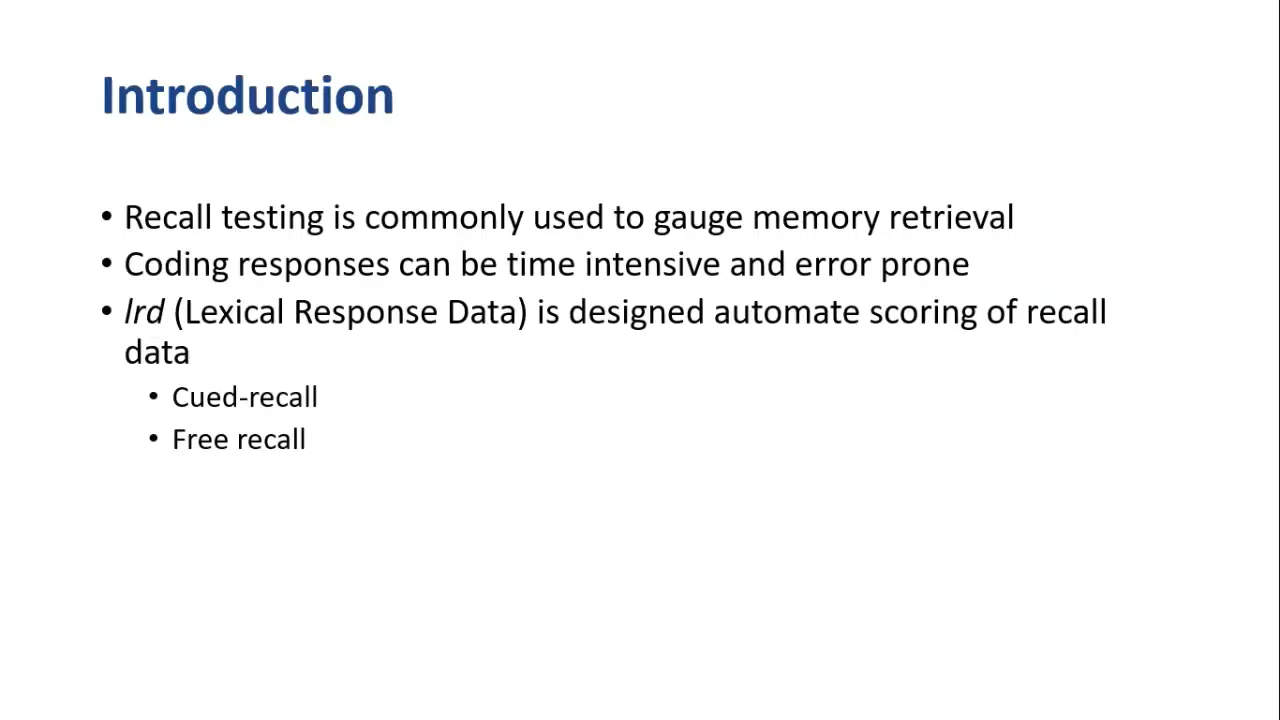 Introduction
• Recall testing is commonly used to gauge memory retrieval
• Coding responses can be time intensive and error prone
• lrd (Lexical Response Data) is designed automate scoring of recall
data
• Cued-recall
• Free recall